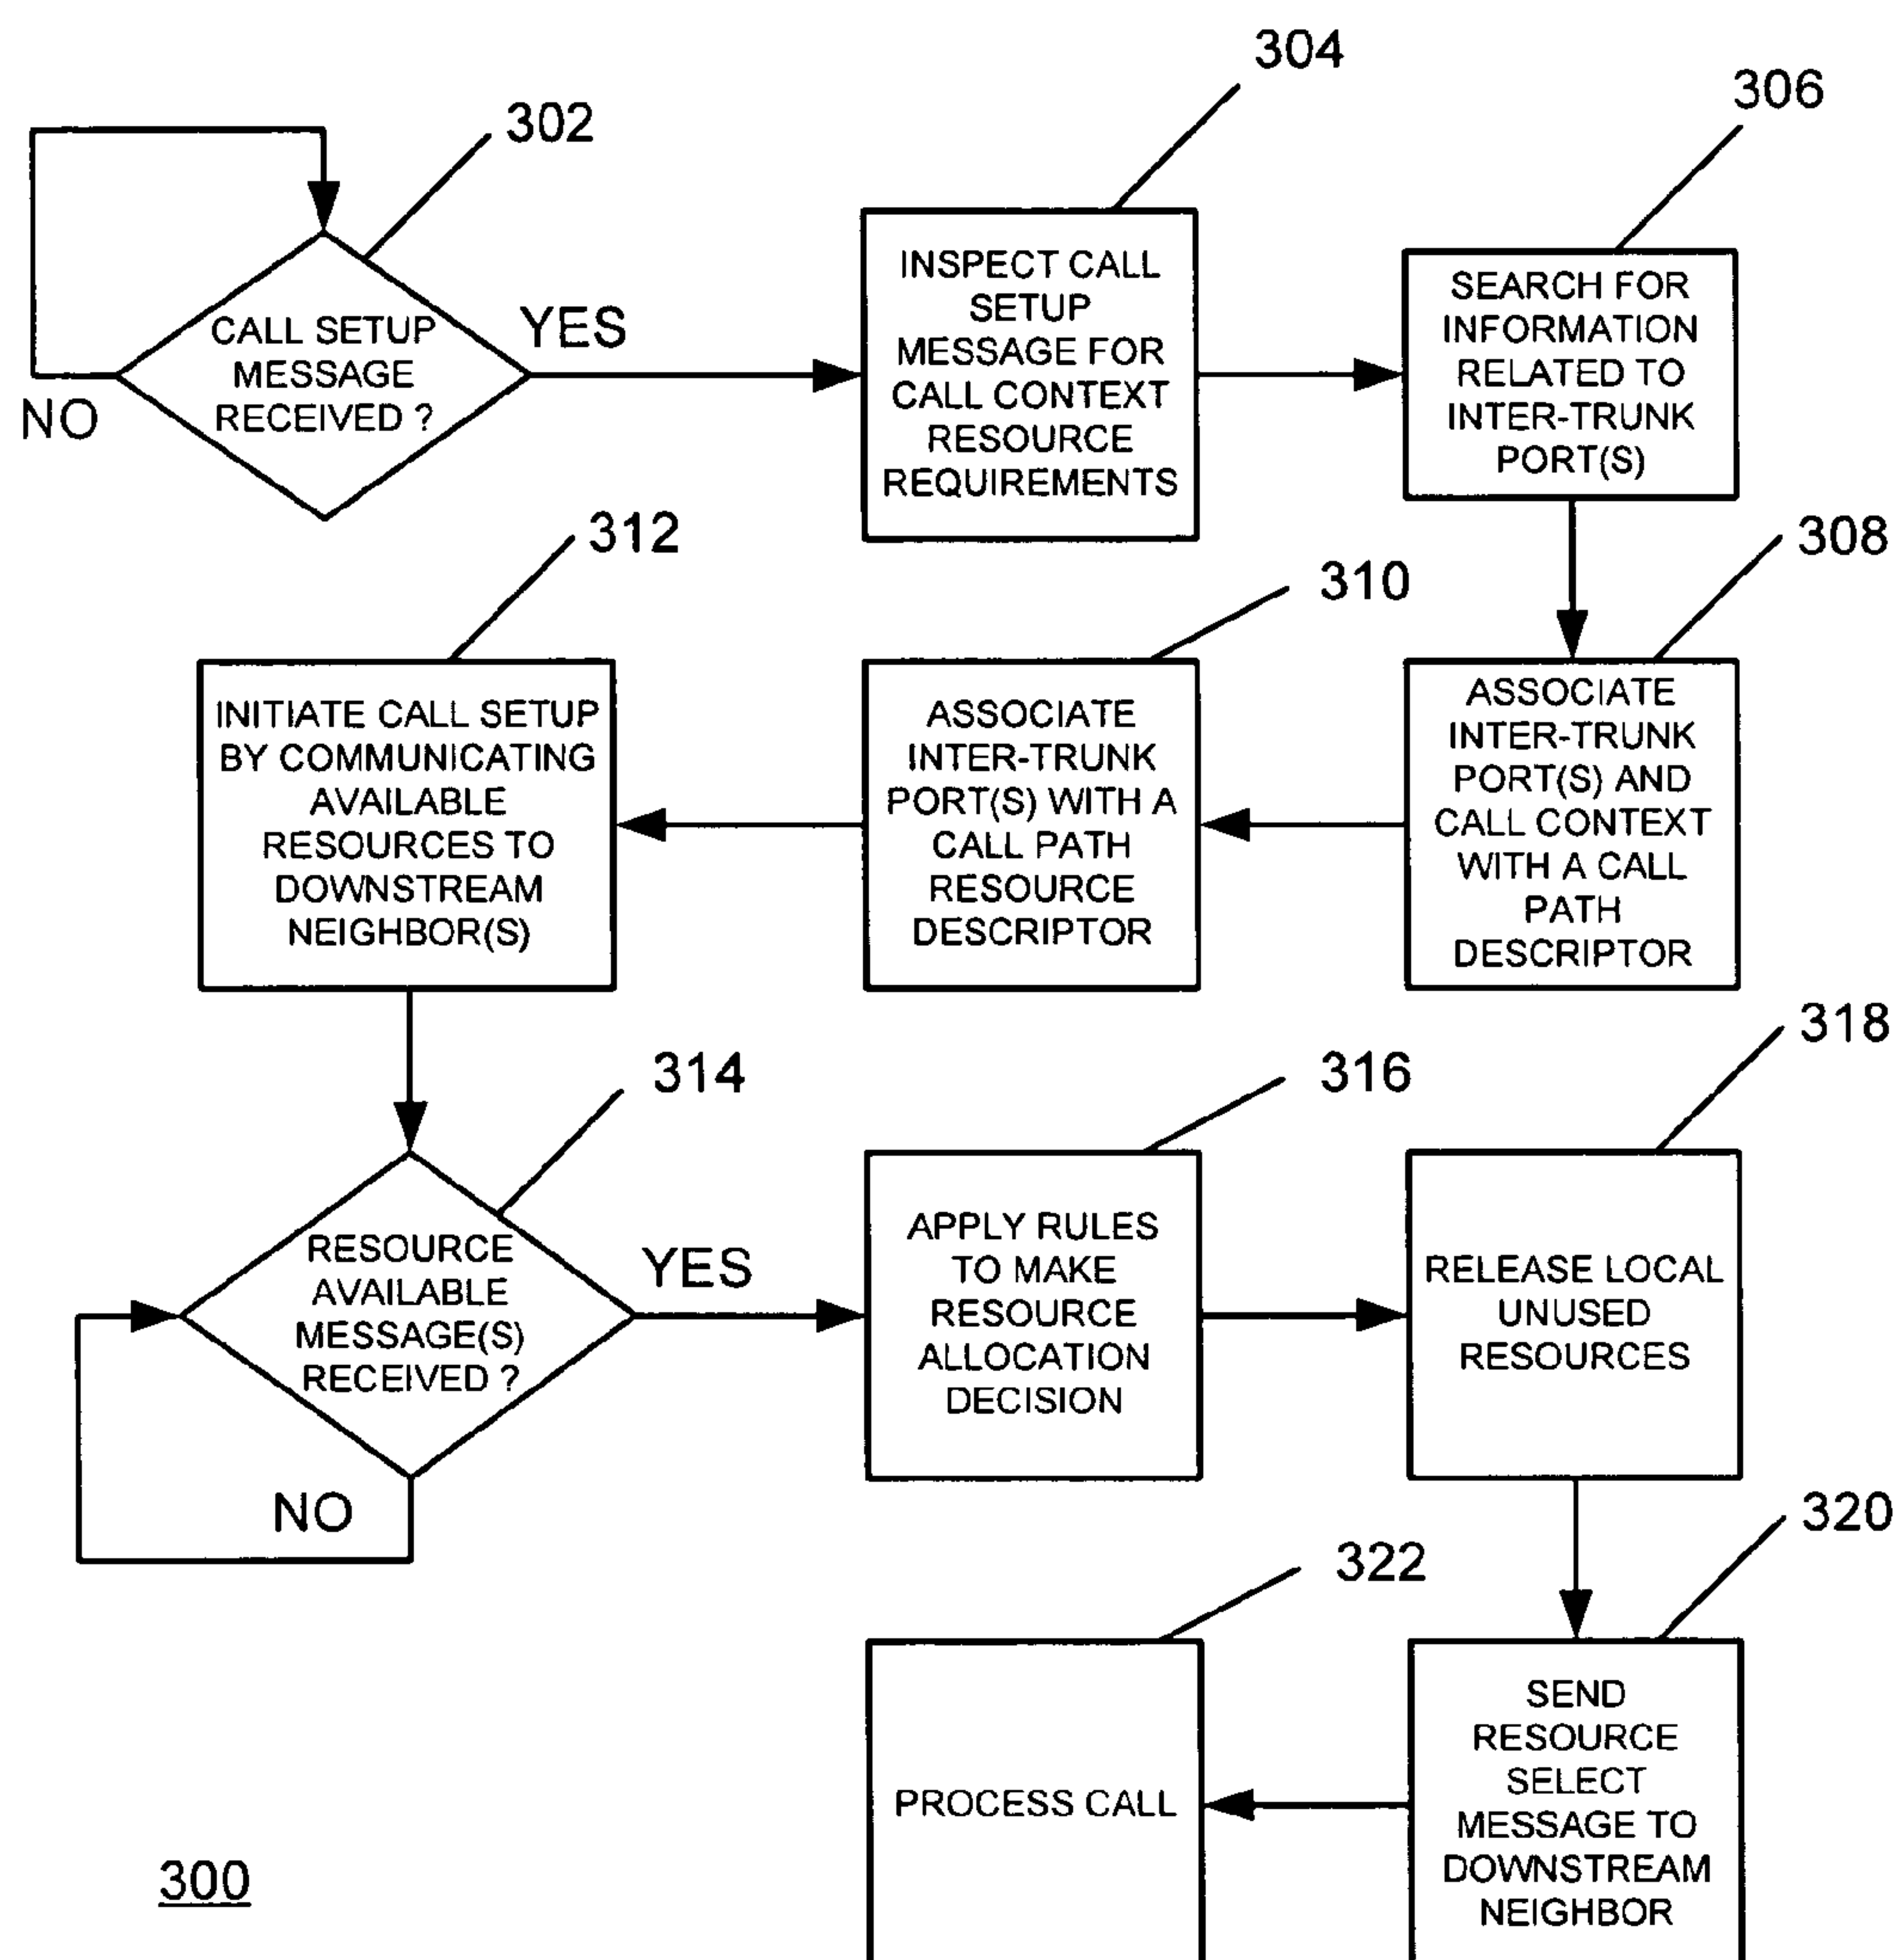 302
CALL SETUP
MESSAGE
RECEIVED ?
NO
YES
304
INSPECT CALL
SETUP
MESSAGE FOR
CALL CONTEXT
RESOURCE
REQUIREMENTS
306
SEARCH FOR
INFORMATION
RELATED TO
INTER-TRUNK
PORT(S)
308
ASSOCIATE
INTER-TRUNK
PORT(S) AND
CALL CONTEXT
WITH A CALL
PATH
DESCRIPTOR
310
ASSOCIATE
INTER-TRUNK
PORT(S) WITH A
CALL PATH
RESOURCE
DESCRIPTOR
312
INITIATE CALL SETUP
BY COMMUNICATING
AVAILABLE
RESOURCES TO
DOWNSTREAM
NEIGHBOR(S)
314
RESOURCE
AVAILABLE
MESSAGE(S)
RECEIVED ?
NO
YES
316
APPLY RULES
TO MAKE
RESOURCE
ALLOCATION
DECISION
318
RELEASE LOCAL
UNUSED
RESOURCES
320
SEND
RESOURCE
SELECT
MESSAGE TO
DOWNSTREAM
NEIGHBOR
322
PROCESS CALL
300